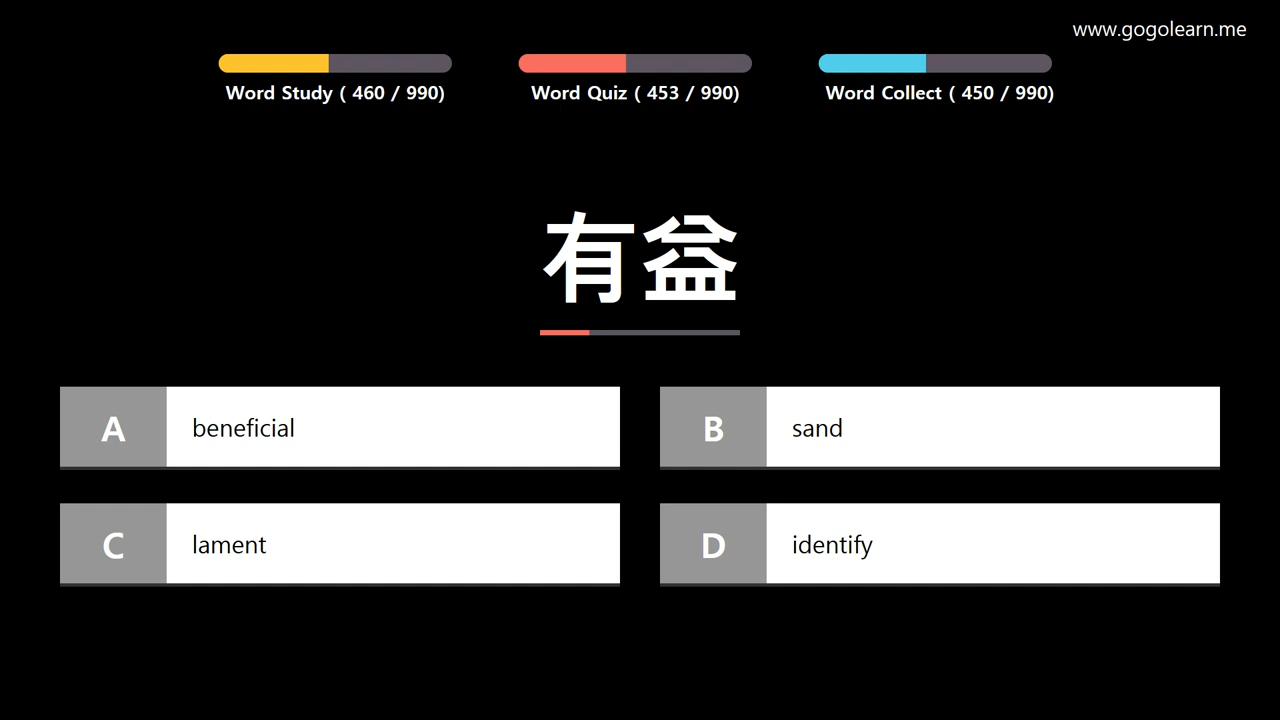 www.gogolearn.me
Word Study ( 460 / 990)
Word Quiz ( 453 / 990)
Word Collect ( 450 / 990)
有益
A beneficial
B sand
C lament
D identify